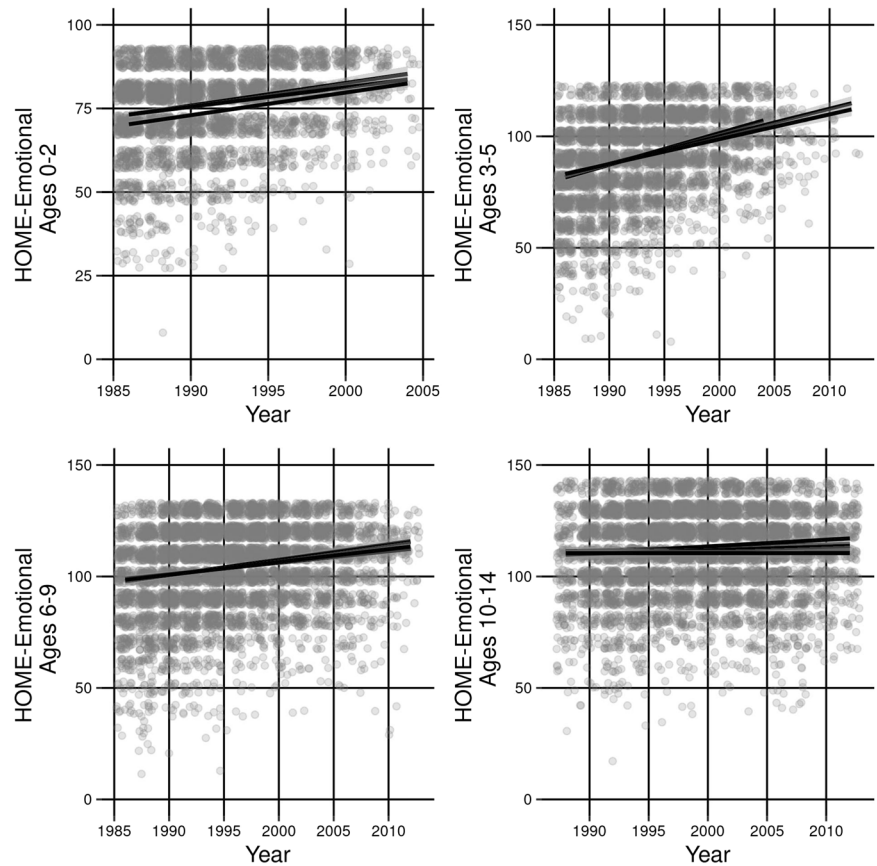 HOME-Emotional
Ages 0-2
100
75
50
25
0
1985 1990 1995 2000 2005
Year
HOME-Emotional
Ages 3-5
150
100
50
0
1985 1990 1995 2000 2005 2010
Year
HOME-Emotional
Ages 6-9
150
100
50
0
1985 1990 1995 2000 2005 2010
Year
HOME-Emotional
Ages 10-14
150
100
50
0
1990 1995 2000 2005 2010
Year